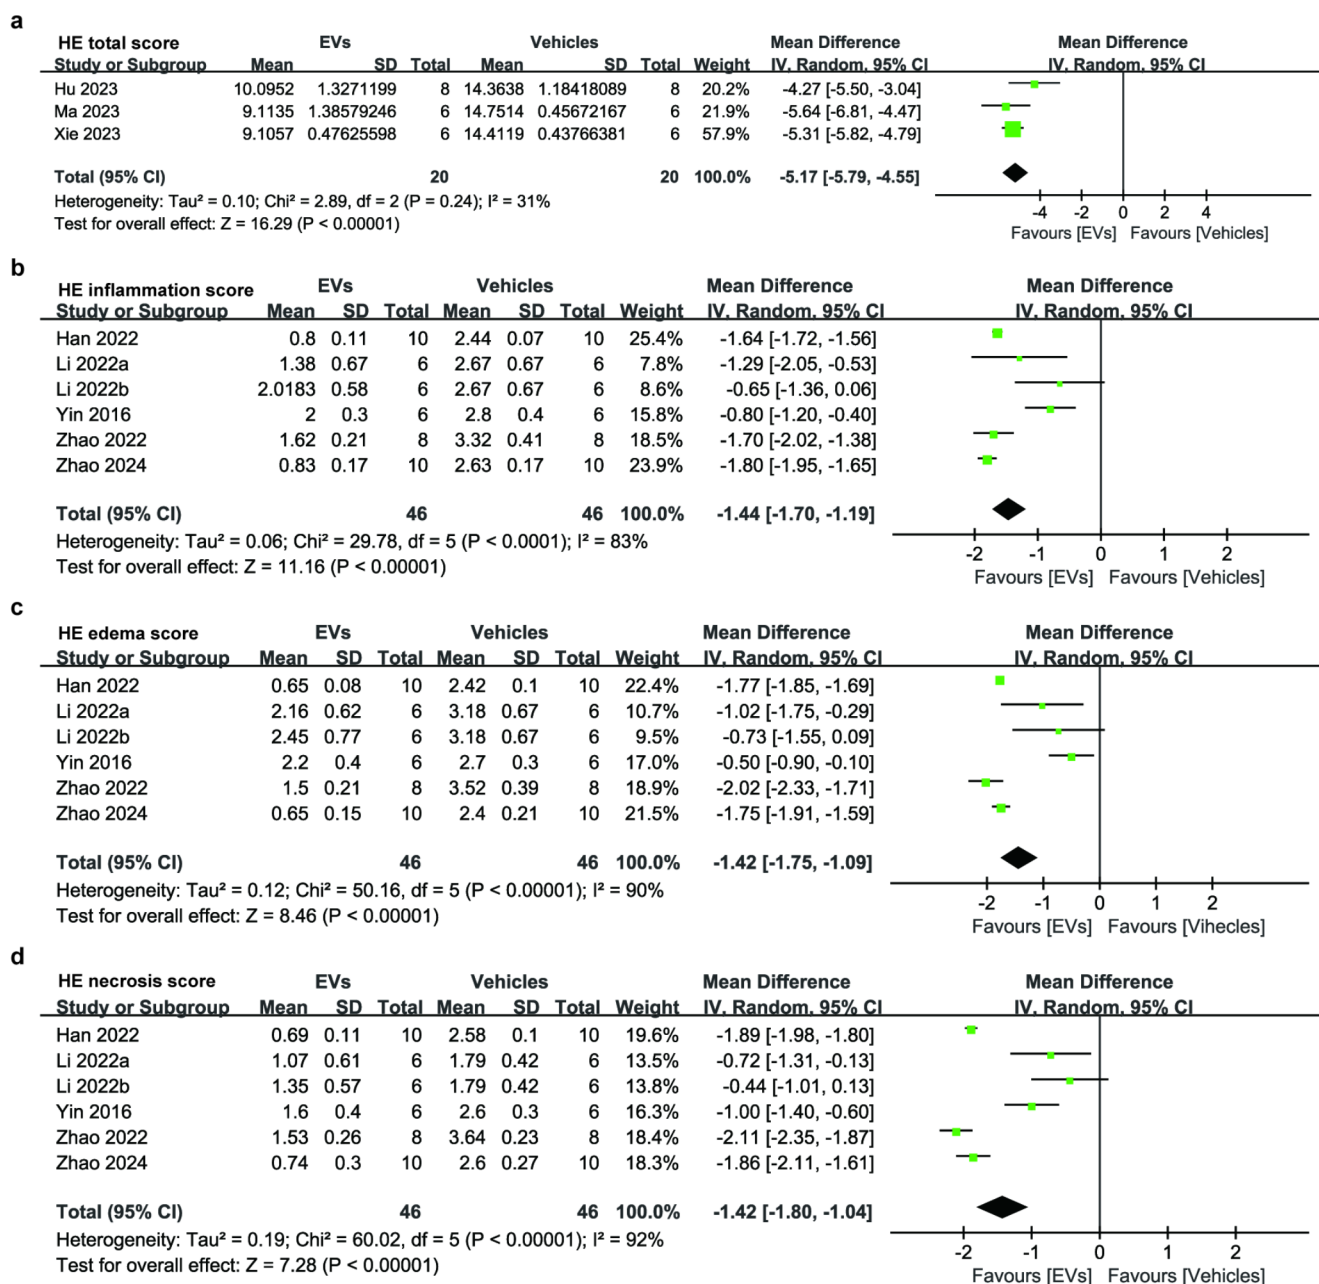 a
HE total score EVs Vehicles Mean Difference Mean Difference
Study or Subgroup Mean SD Total Mean SD Total Weight IV, Random, 95% CI IV, Random, 95% CI
Hu 2023 10.0952 1.3271199 8 14.3638 1.18418089 8 20.2% -4.27 [-5.50, -3.04]
Ma 2023 9.1135 1.38579246 6 14.7514 0.45672167 6 21.9% -5.64 [-6.81, -4.47]
Xie 2023 9.1057 0.47625598 6 14.4119 0.43766381 6 57.9% -5.31 [-5.82, -4.79]
Total (95% CI) 20 20 100.0% -5.17 [-5.79, -4.55]
Heterogeneity: Tau² = 0.10; Chi² = 2.89, df = 2 (P = 0.24); I² = 31%
Test for overall effect: Z = 16.29 (P < 0.00001)
-4 -2 0 2 4
Favours [EVs] Favours [Vehicles]
b
HE inflammation score EVs Vehicles Mean Difference Mean Difference
Study or Subgroup Mean SD Total Mean SD Total Weight IV, Random, 95% CI IV, Random, 95% CI
Han 2022 0.8 0.11 10 2.44 0.07 10 25.4% -1.64 [-1.72, -1.56]
Li 2022a 1.38 0.67 6 2.67 0.67 6 7.8% -1.29 [-2.05, -0.53]
Li 2022b 2.0183 0.58 6 2.67 0.67 6 8.6% -0.65 [-1.36, 0.06]
Yin 2016 2 0.3 6 2.8 0.4 6 15.8% -0.80 [-1.20, -0.40]
Zhao 2022 1.62 0.21 8 3.32 0.41 8 18.5% -1.70 [-2.02, -1.38]
Zhao 2024 0.83 0.17 10 2.63 0.17 10 23.9% -1.80 [-1.95, -1.65]
Total (95% CI) 46 46 100.0% -1.44 [-1.70, -1.19]
Heterogeneity: Tau² = 0.06; Chi² = 29.78, df = 5 (P < 0.0001); I² = 83%
Test for overall effect: Z = 11.16 (P < 0.00001)
-2 -1 0 1 2
Favours [EVs] Favours [Vehicles]
c
HE edema score EVs Vehicles Mean Difference Mean Difference
Study or Subgroup Mean SD Total Mean SD Total Weight IV, Random, 95% CI IV, Random, 95% CI
Han 2022 0.65 0.08 10 2.42 0.1 10 22.4% -1.77 [-1.85, -1.69]
Li 2022a 2.16 0.62 6 3.18 0.67 6 10.7% -1.02 [-1.75, -0.29]
Li 2022b 2.45 0.77 6 3.18 0.67 6 9.5% -0.73 [-1.55, 0.09]
Yin 2016 2.2 0.4 6 2.7 0.3 6 17.0% -0.50 [-0.90, -0.10]
Zhao 2022 1.5 0.21 8 3.52 0.39 8 18.9% -2.02 [-2.33, -1.71]
Zhao 2024 0.65 0.15 10 2.4 0.21 10 21.5% -1.75 [-1.91, -1.59]
Total (95% CI) 46 46 100.0% -1.42 [-1.75, -1.09]
Heterogeneity: Tau² = 0.12; Chi² = 50.16, df = 5 (P < 0.00001); I² = 90%
Test for overall effect: Z = 8.46 (P < 0.00001)
-2 -1 0 1 2
Favours [EVs] Favours [Vihecles]
d
HE necrosis score EVs Vehicles Mean Difference Mean Difference
Study or Subgroup Mean SD Total Mean SD Total Weight IV, Random, 95% CI IV, Random, 95% CI
Han 2022 0.69 0.11 10 2.58 0.1 10 19.6% -1.89 [-1.98, -1.80]
Li 2022a 1.07 0.61 6 1.79 0.42 6 13.5% -0.72 [-1.31, -0.13]
Li 2022b 1.35 0.57 6 1.79 0.42 6 13.8% -0.44 [-1.01, 0.13]
Yin 2016 1.6 0.4 6 2.6 0.3 6 16.3% -1.00 [-1.40, -0.60]
Zhao 2022 1.53 0.26 8 3.64 0.23 8 18.4% -2.11 [-2.35, -1.87]
Zhao 2024 0.74 0.3 10 2.6 0.27 10 18.3% -1.86 [-2.11, -1.61]
Total (95% CI) 46 46 100.0% -1.42 [-1.80, -1.04]
Heterogeneity: Tau² = 0.19; Chi² = 60.02, df = 5 (P < 0.00001); I² = 92%
Test for overall effect: Z = 7.28 (P < 0.00001)
-2 -1 0 1 2
Favours [EVs] Favours [Vehicles]